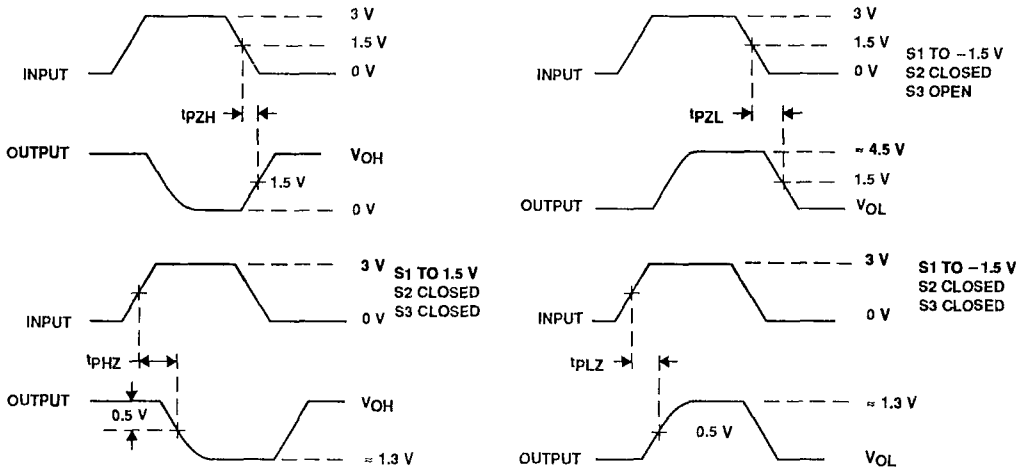 3 V
1.5 V
INPUT
0 V
tPZH
OUTPUT
VOH
1.5 V
0 V
3 V
1.5 V
INPUT
0 V
S1 TO −1.5 V
S2 CLOSED
S3 OPEN
tPZL
≈ 4.5 V
1.5 V
OUTPUT
VOL
3 V
S1 TO 1.5 V
S2 CLOSED
S3 CLOSED
INPUT
0 V
tPHZ
OUTPUT
VOH
0.5 V
≈ 1.3 V
3 V
S1 TO −1.5 V
S2 CLOSED
S3 CLOSED
INPUT
0 V
tPLZ
≈ 1.3 V
0.5 V
OUTPUT
VOL